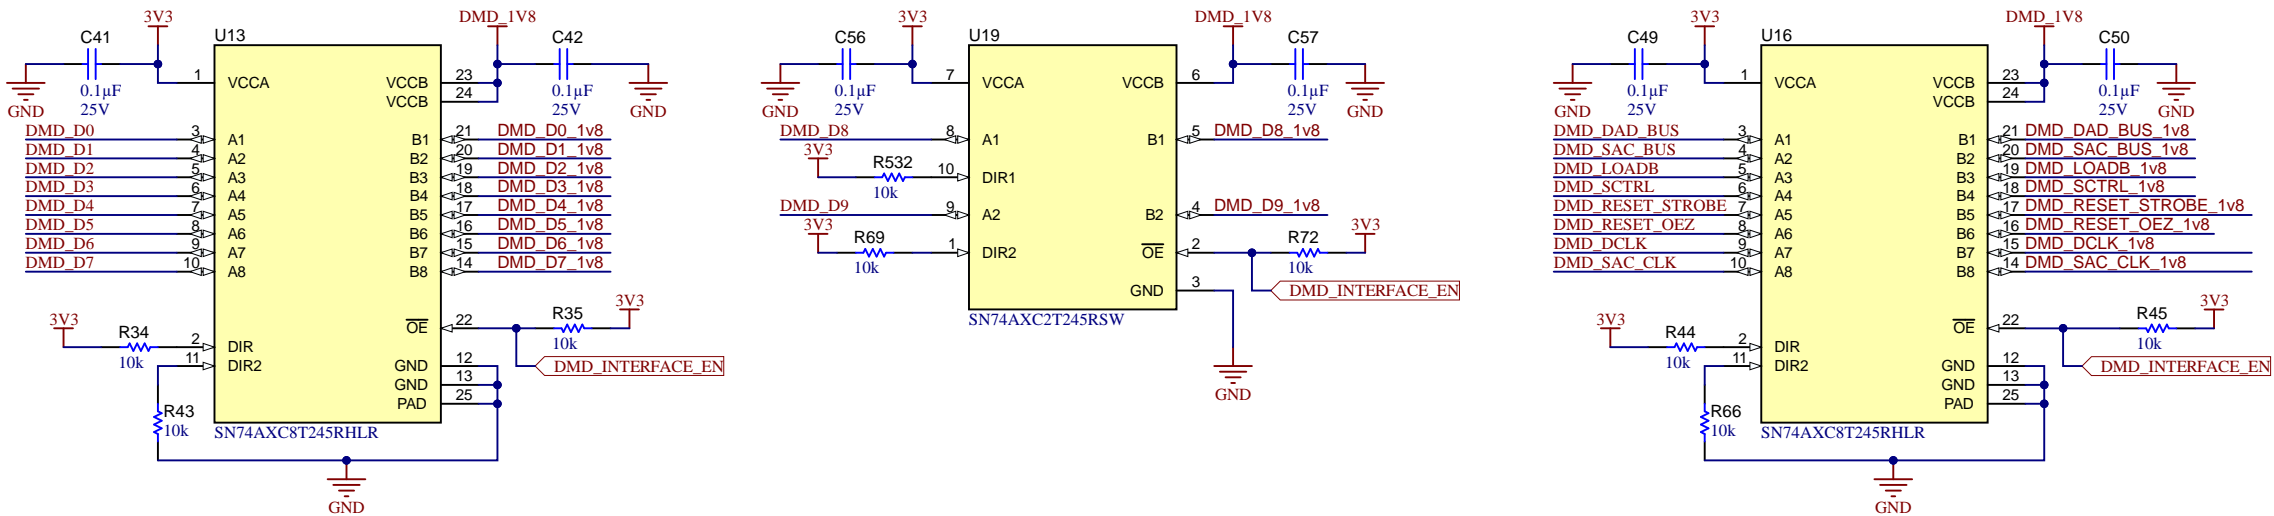 3V3
DMD_1V8
C41
U13
C42
1
VCCA
VCCB
23
VCCB
24
0.1µF
25V
0.1µF
25V
GND
GND
DMD_D0
3
A1
B1
21
DMD_D0_1v8
DMD_D1
4
A2
B2
20
DMD_D1_1v8
DMD_D2
5
A3
B3
19
DMD_D2_1v8
DMD_D3
6
A4
B4
18
DMD_D3_1v8
DMD_D4
7
A5
B5
17
DMD_D4_1v8
DMD_D5
8
A6
B6
16
DMD_D5_1v8
DMD_D6
9
A7
B7
15
DMD_D6_1v8
DMD_D7
10
A8
B8
14
DMD_D7_1v8
3V3
R34
10k
2
DIR
11
DIR2
R43
10k
OE
22
R35
10k
3V3
DMD_INTERFACE_EN
GND
12
GND
13
PAD
25
SN74AXC8T245RHLR
GND
3V3
DMD_1V8
C56
U19
C57
7
VCCA
VCCB
6
0.1µF
25V
0.1µF
25V
GND
GND
DMD_D8
8
A1
B1
5
DMD_D8_1v8
3V3
R532
10k
10
DIR1
DMD_D9
9
A2
B2
4
DMD_D9_1v8
3V3
R69
10k
1
DIR2
OE
2
R72
10k
3V3
DMD_INTERFACE_EN
GND
3
SN74AXC2T245RSW
GND
3V3
DMD_1V8
C49
U16
C50
1
VCCA
VCCB
23
VCCB
24
0.1µF
25V
0.1µF
25V
GND
GND
DMD_DAD_BUS
3
A1
B1
21
DMD_DAD_BUS_1v8
DMD_SAC_BUS
4
A2
B2
20
DMD_SAC_BUS_1v8
DMD_LOADB
5
A3
B3
19
DMD_LOADB_1v8
DMD_SCTRL
6
A4
B4
18
DMD_SCTRL_1v8
DMD_RESET_STROBE
7
A5
B5
17
DMD_RESET_STROBE_1v8
DMD_RESET_OEZ
8
A6
B6
16
DMD_RESET_OEZ_1v8
DMD_DCLK
9
A7
B7
15
DMD_DCLK_1v8
DMD_SAC_CLK
10
A8
B8
14
DMD_SAC_CLK_1v8
3V3
R44
10k
2
DIR
11
DIR2
R66
10k
OE
22
R45
10k
3V3
DMD_INTERFACE_EN
GND
12
GND
13
PAD
25
SN74AXC8T245RHLR
GND